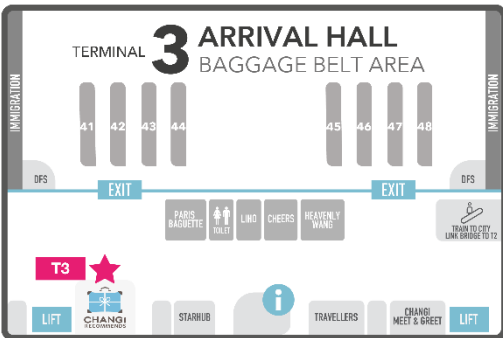 TERMINAL 3 ARRIVAL HALL
BAGGAGE BELT AREA
IMMIGRATION
IMMIGRATION
41 42 43 44
45 46 47 48
DFS
DFS
EXIT
EXIT
PARIS
BAGUETTE
TOILET
LINO
CHEERS
HEAVENLY
WANG
TRAIN TO CITY
LINK BRIDGE TO T2
T3
LIFT
CHANGI
RECOMMENDS
STARHUB
i
TRAVELLERS
CHANGI
MEET & GREET
LIFT